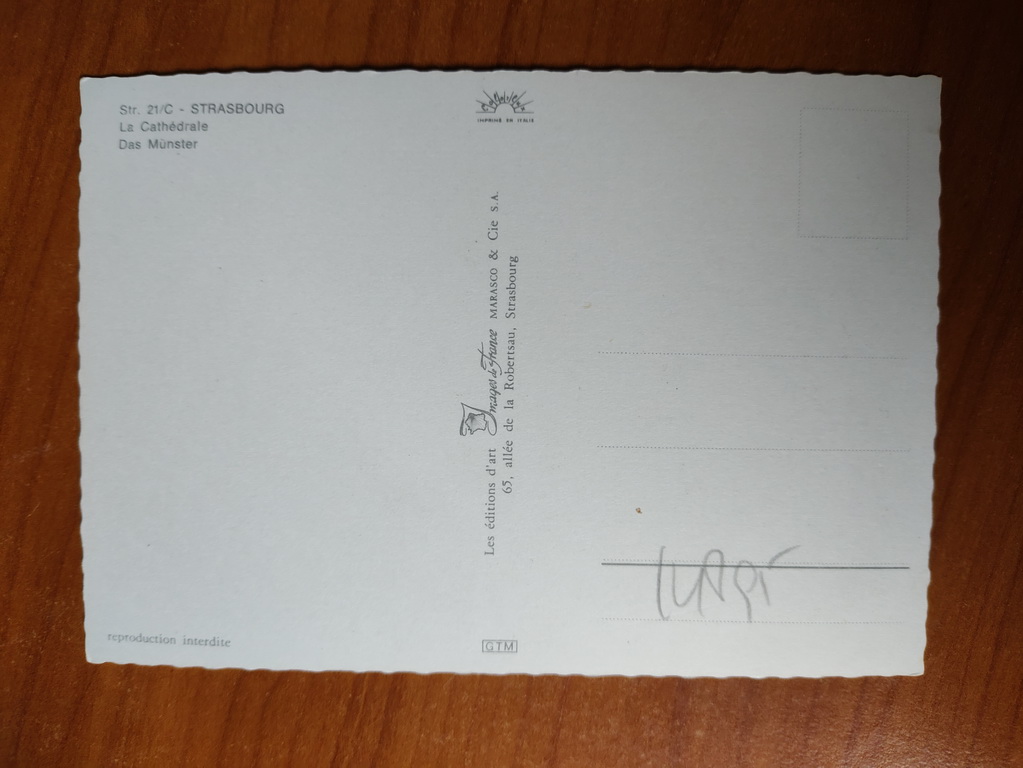 Str. 21/C - STRASBOURG
La Cathédrale
Das Münster
IMPRIMÉ EN ITALIE
Les éditions d'art Images de France MARASCO & Cie S.A.
65, allée de la Robertsau, Strasbourg
reproduction interdite
GTM